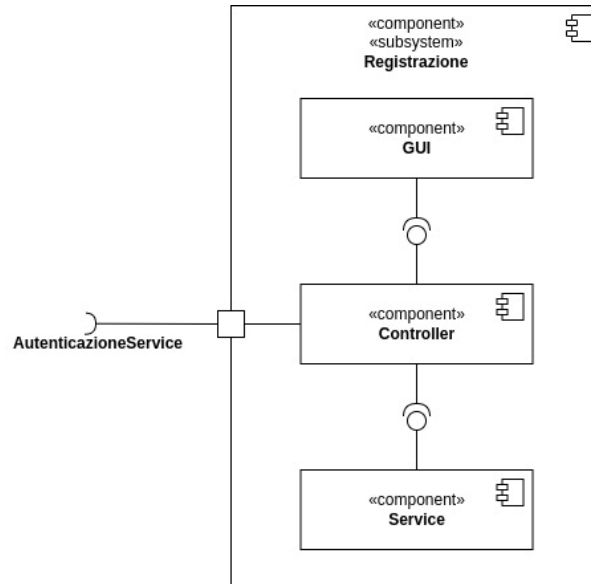 «component»
«subsystem»
Registrazione
«component»
GUI
«component»
Controller
AutenticazioneService
«component»
Service